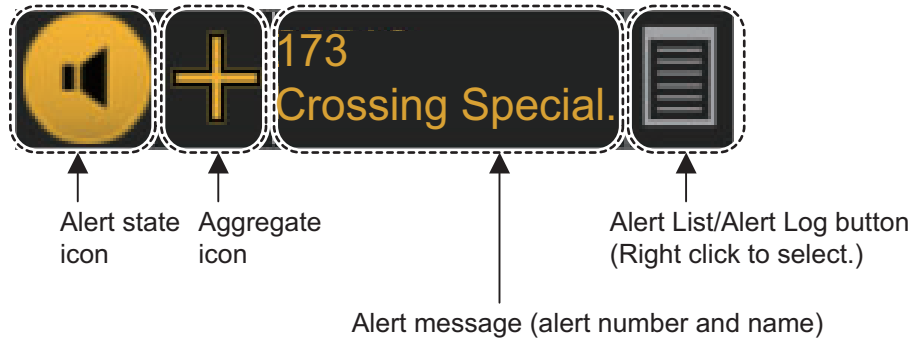 173
Crossing Special.
Alert state
icon
Aggregate
icon
Alert List/Alert Log button
(Right click to select.)
Alert message (alert number and name)